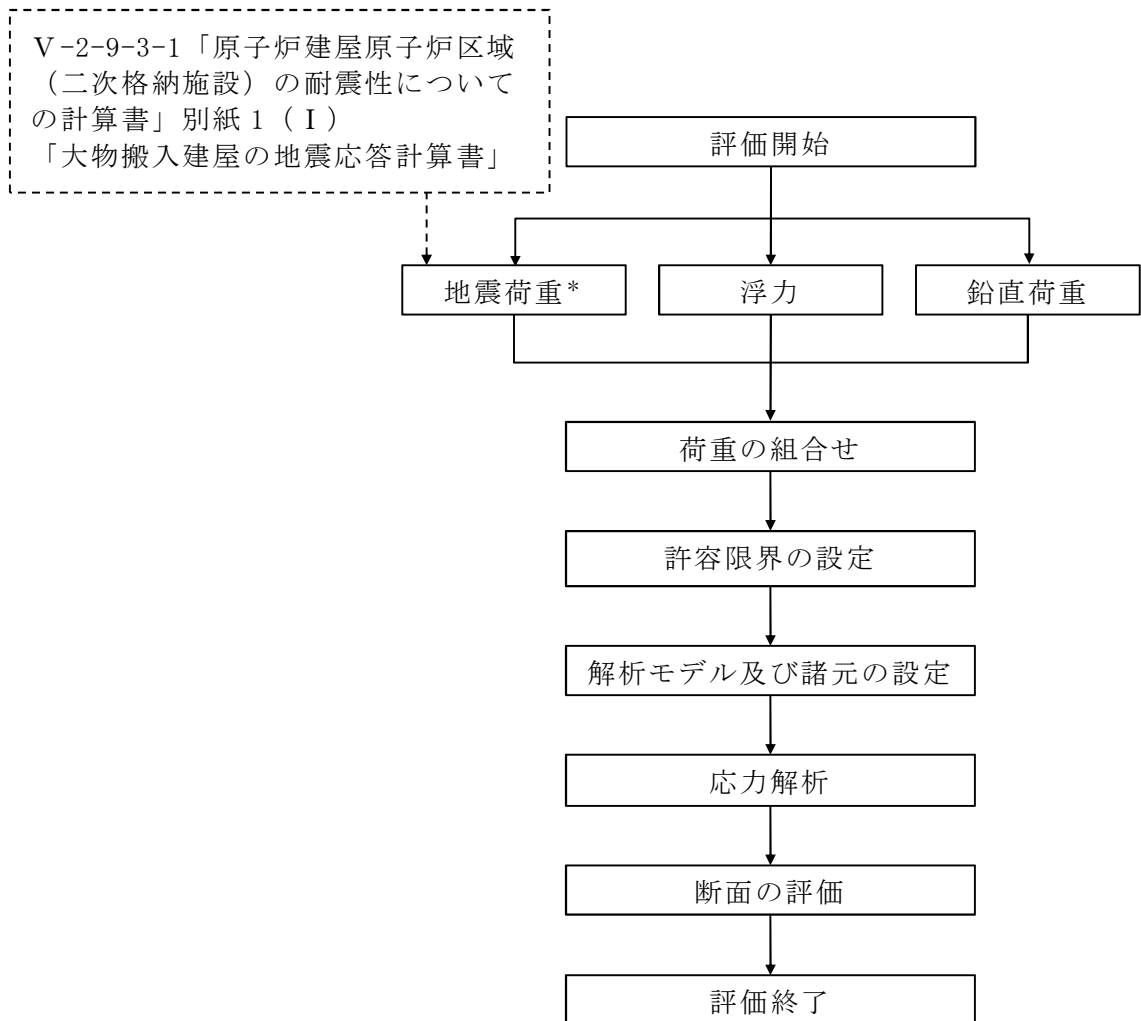 Ⅴ-2-9-3-1「原子炉建屋原子炉区域
（二次格納施設）の耐震性について
の計算書」別紙 1（Ⅰ）
「大物搬入建屋の地震応答計算書」
評価開始
地震荷重*
浮力
鉛直荷重
荷重の組合せ
許容限界の設定
解析モデル及び諸元の設定
応力解析
断面の評価
評価終了